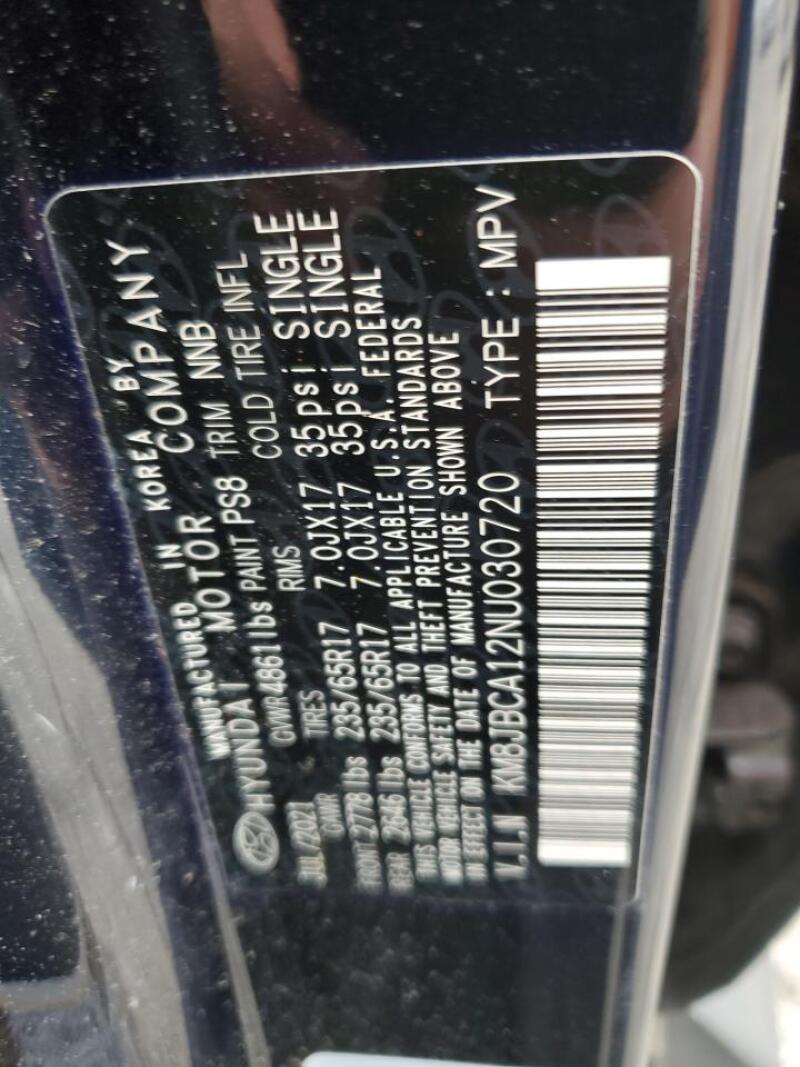 MANUFACTURED IN KOREA BY
HYUNDAI MOTOR COMPANY
JUL/2021 GVWR 4861 lbs PAINT PS8 TRIM NNB
GAWR TIRES RIMS COLD TIRE INFL
FRONT 2778 lbs 235/65R17 7.0JX17 35psi SINGLE
REAR 2646 lbs 235/65R17 7.0JX17 35psi SINGLE
THIS VEHICLE CONFORMS TO ALL APPLICABLE U.S.A. FEDERAL
MOTOR VEHICLE SAFETY AND THEFT PREVENTION STANDARDS
IN EFFECT ON THE DATE OF MANUFACTURE SHOWN ABOVE
V.I.N KM8JBCA12NU030720 TYPE : MPV